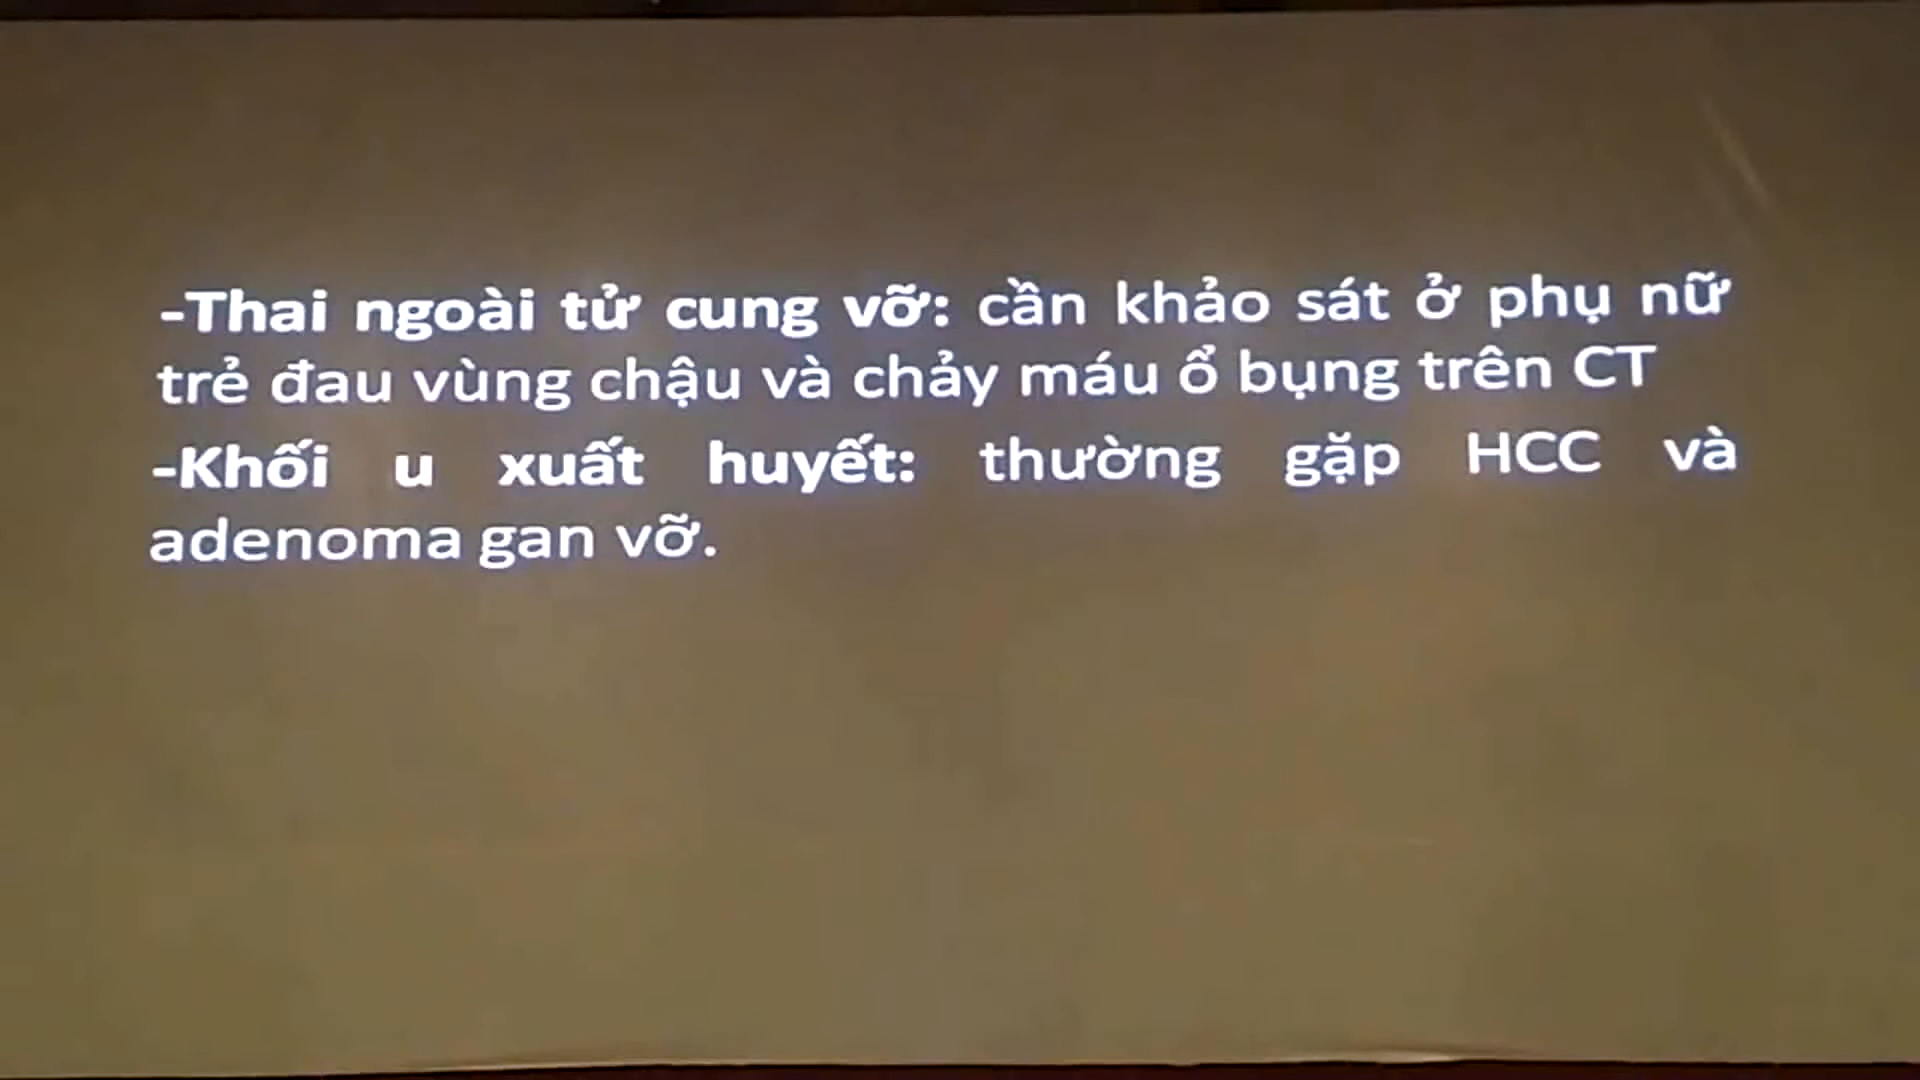 -Thai ngoài tử cung vỡ: cần khảo sát ở phụ nữ
trẻ đau vùng chậu và chảy máu ổ bụng trên CT
-Khối u xuất huyết: thường gặp HCC và
adenoma gan vỡ.